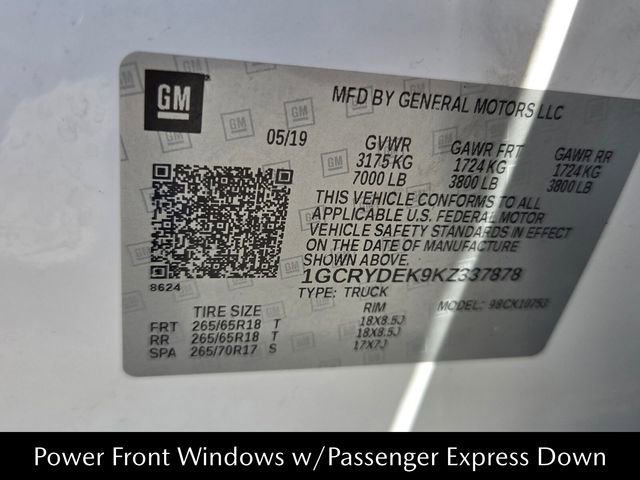 GM
MFD BY GENERAL MOTORS LLC
05/19
GVWR GAWR FRT GAWR RR
3175 KG 1724 KG 1724 KG
7000 LB 3800 LB 3800 LB
THIS VEHICLE CONFORMS TO ALL
APPLICABLE U.S. FEDERAL MOTOR
VEHICLE SAFETY STANDARDS IN EFFECT
ON THE DATE OF MANUFACTURE
SHOWN ABOVE.
1GCRYDEK9KZ337878
8624
TYPE: TRUCK MODEL:
TIRE SIZE RIM
FRT 265/65R18 T 18X8.5J
RR 265/65R18 T 18X8.5J
SPA 265/70R17 S 17X7J
Power Front Windows w/Passenger Express Down